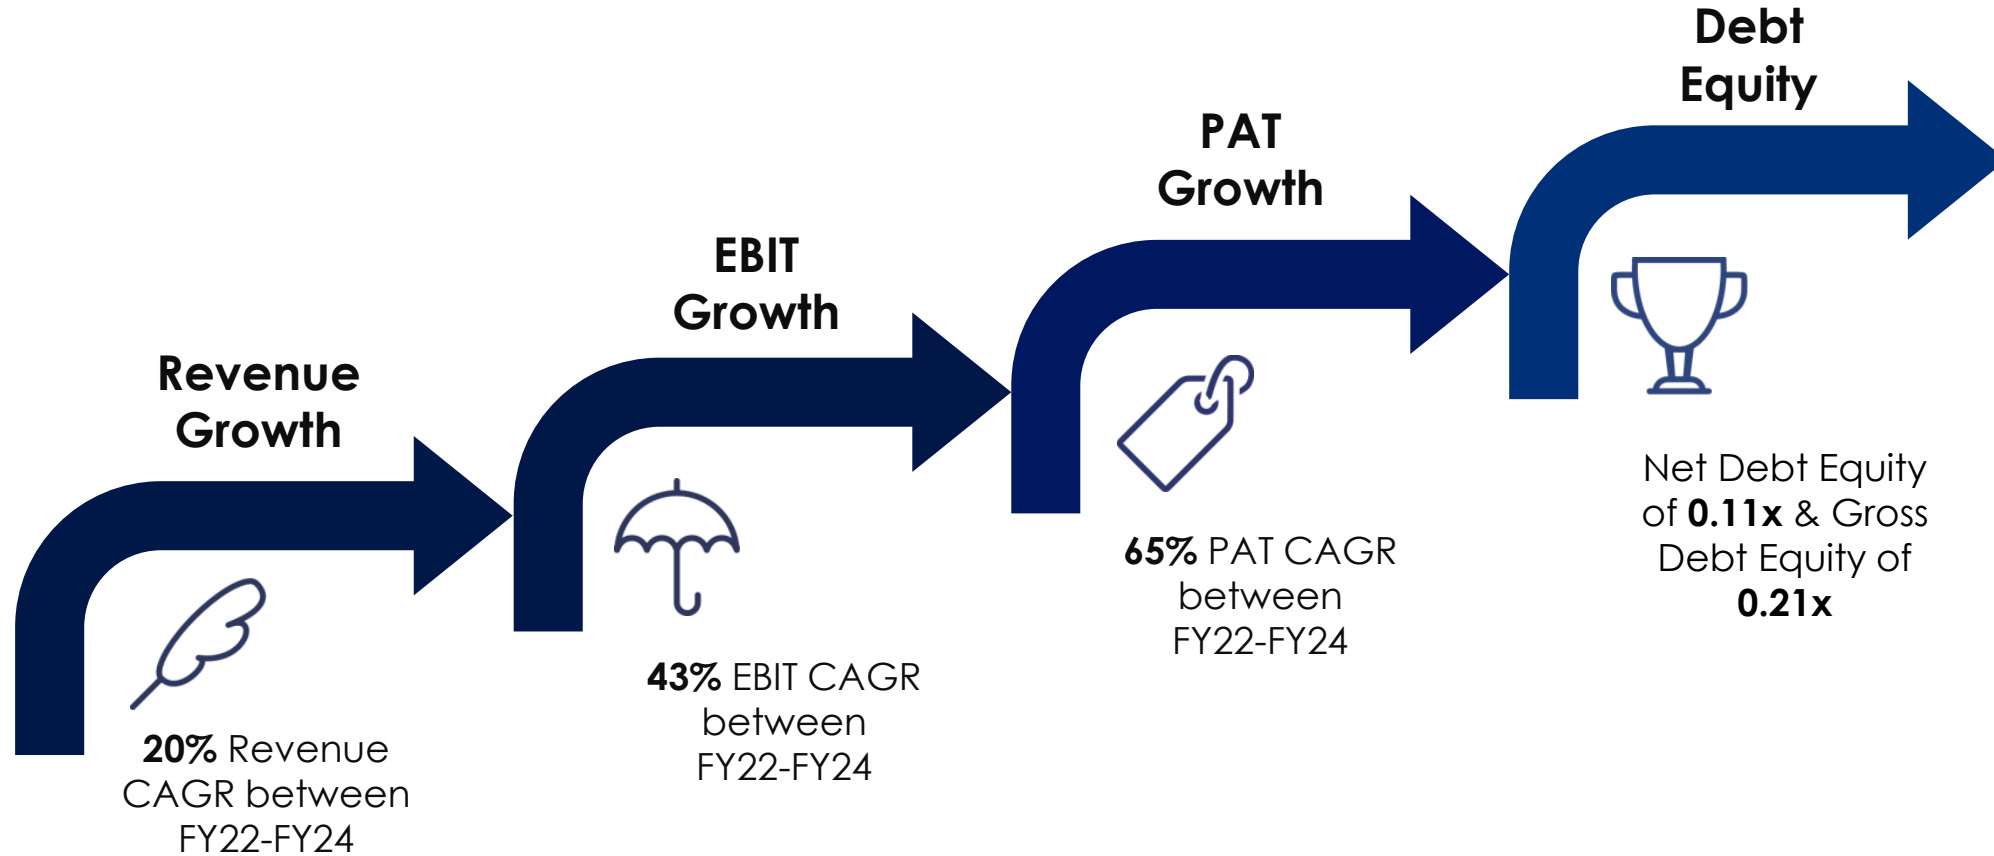 Revenue
Growth
20% Revenue
CAGR between
FY22-FY24
EBIT
Growth
43% EBIT CAGR
between
FY22-FY24
PAT
Growth
65% PAT CAGR
between
FY22-FY24
Debt
Equity
Net Debt Equity
of 0.11x & Gross
Debt Equity of
0.21x